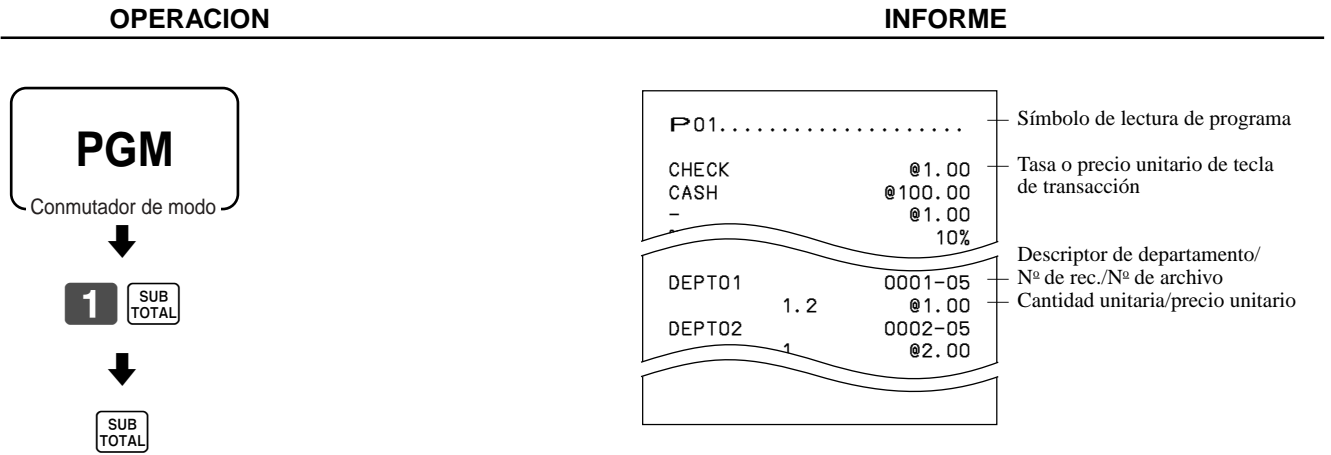 OPERACION
INFORME
PGM
Conmutador de modo
1 SUB TOTAL
SUB TOTAL
P01.....................
CHECK @1.00
CASH @100.00
– @1.00
10%
DEPT01 0001-05
1.2 @1.00
DEPT02 0002-05
1 @2.00
Símbolo de lectura de programa
Tasa o precio unitario de tecla
de transacción
Descriptor de departamento/
Nº de rec./Nº de archivo
Cantidad unitaria/precio unitario